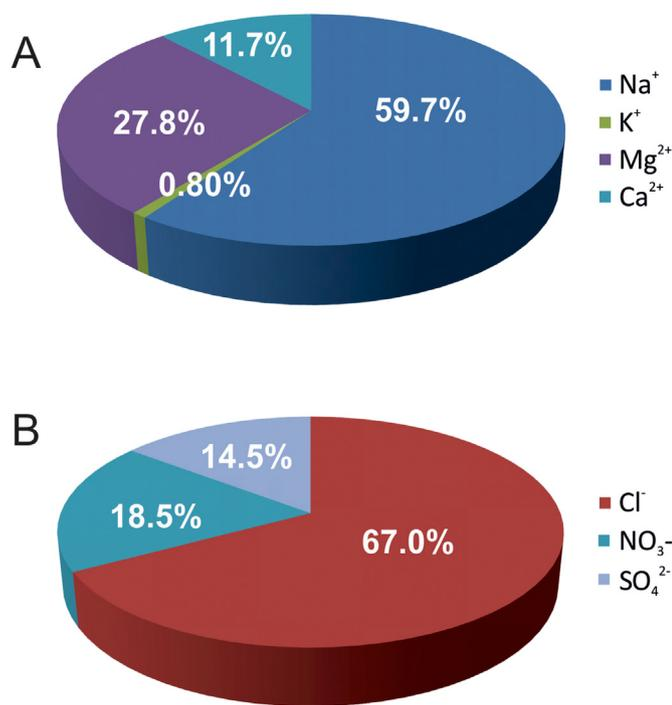 A
11.7%
59.7%
27.8%
0.80%
Na⁺
K⁺
Mg²⁺
Ca²⁺
B
14.5%
18.5%
67.0%
Cl⁻
NO₃-
SO₄²⁻